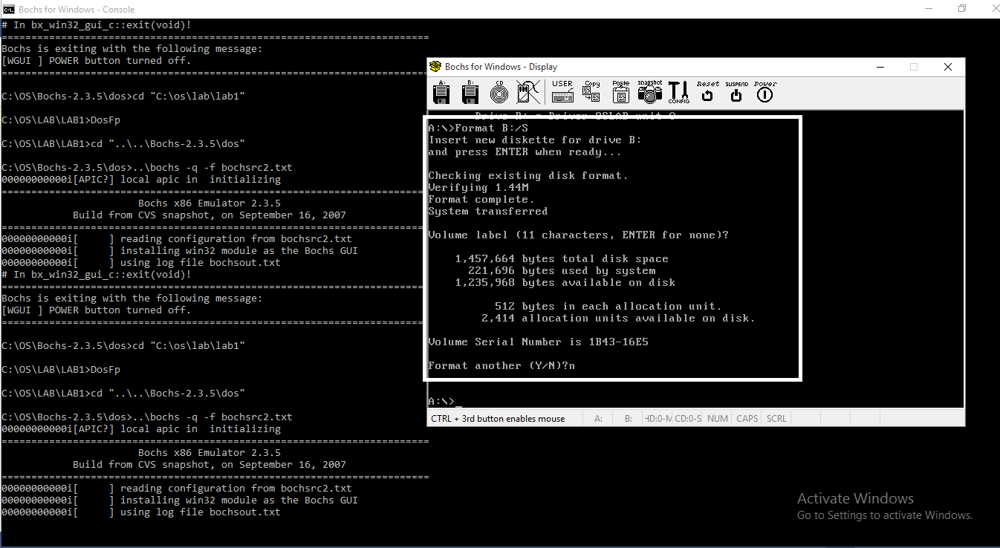 Bochs for Windows - Console
# In bx_win32_gui_c::exit(void)!
========================================================================
Bochs is exiting with the following message:
[WGUI ] POWER button turned off.
========================================================================
C:\OS\Bochs-2.3.5\dos>cd "C:\os\lab\lab1"
C:\OS\LAB\LAB1>DosFp
C:\OS\LAB\LAB1>cd "..\..\Bochs-2.3.5\dos"
C:\OS\Bochs-2.3.5\dos>..\bochs -q -f bochsrc2.txt
00000000000i[APIC?] local apic in  initializing
========================================================================
Bochs x86 Emulator 2.3.5
Build from CVS snapshot, on September 16, 2007
========================================================================
00000000000i[     ] reading configuration from bochsrc2.txt
00000000000i[     ] installing win32 module as the Bochs GUI
00000000000i[     ] using log file bochsout.txt
# In bx_win32_gui_c::exit(void)!
========================================================================
Bochs is exiting with the following message:
[WGUI ] POWER button turned off.
========================================================================
C:\OS\Bochs-2.3.5\dos>cd "C:\os\lab\lab1"
C:\OS\LAB\LAB1>DosFp
C:\OS\LAB\LAB1>cd "..\..\Bochs-2.3.5\dos"
C:\OS\Bochs-2.3.5\dos>..\bochs -q -f bochsrc2.txt
00000000000i[APIC?] local apic in  initializing
========================================================================
Bochs x86 Emulator 2.3.5
Build from CVS snapshot, on September 16, 2007
========================================================================
00000000000i[     ] reading configuration from bochsrc2.txt
00000000000i[     ] installing win32 module as the Bochs GUI
00000000000i[     ] using log file bochsout.txt
Bochs for Windows - Display
A: B: CD USER Copy Paste snapshot CONFIG Reset SUSPEND Power
Drive B: = Driver OSLAB unit 0
A:\>Format B:/S
Insert new diskette for drive B:
and press ENTER when ready...
Checking existing disk format.
Verifying 1.44M
Format complete.
System transferred
Volume label (11 characters, ENTER for none)?
1,457,664 bytes total disk space
221,696 bytes used by system
1,235,968 bytes available on disk
512 bytes in each allocation unit.
2,414 allocation units available on disk.
Volume Serial Number is 1B43-16E5
Format another (Y/N)?n
A:\>_
CTRL + 3rd button enables mouse A: B: HD:0-M CD:0-S NUM CAPS SCRL
Activate Windows
Go to Settings to activate Windows.